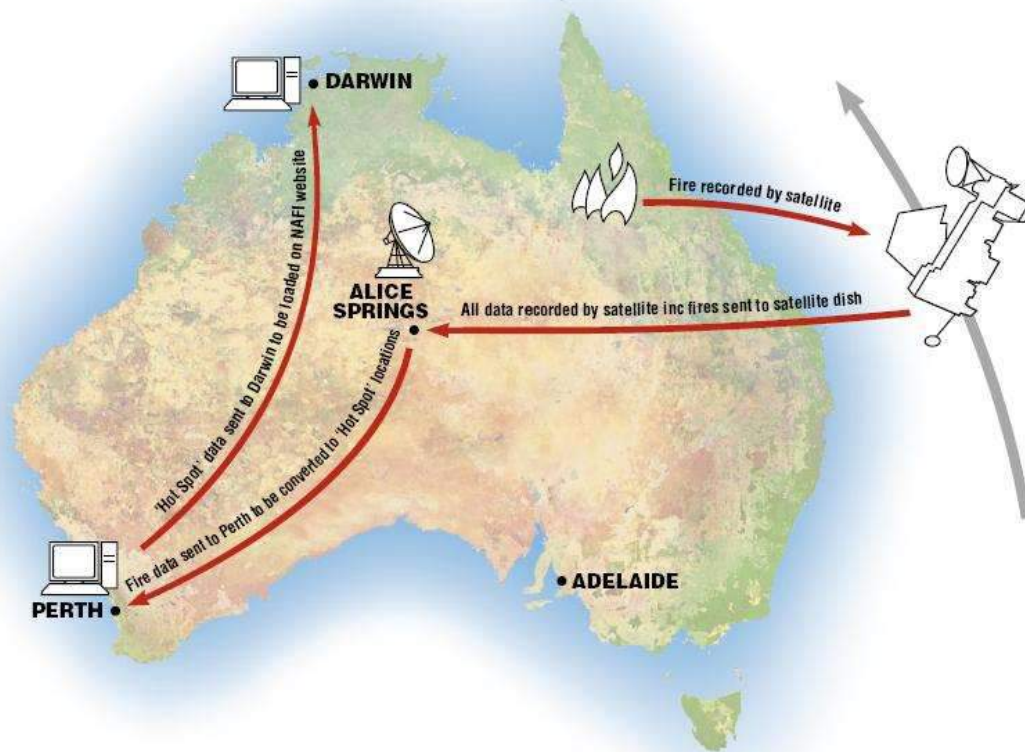 DARWIN
Fire recorded by satellite
'Hot Spot' data sent to Darwin to be loaded on NAFI website
ALICE
SPRINGS
All data recorded by satellite inc fires sent to satellite dish
Fire data sent to Perth to be converted to 'Hot Spot' locations
PERTH
ADELAIDE